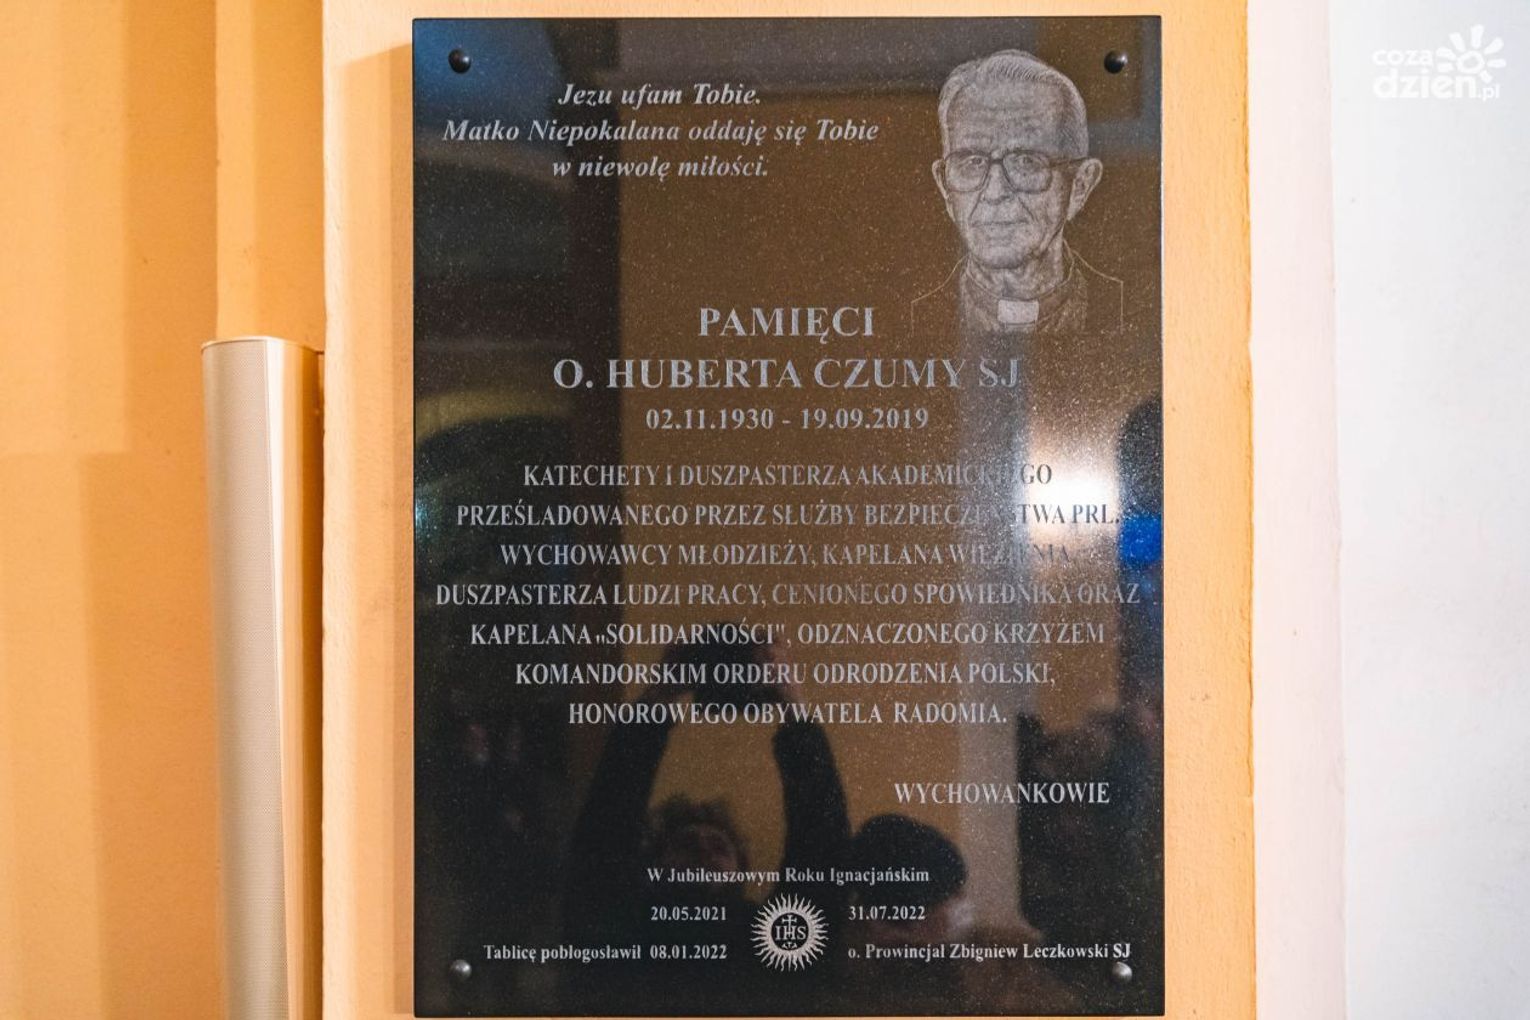 Jezu ufam Tobie.
Matko Niepokalana oddaję się Tobie
w niewolę miłości.
PAMIĘCI
O. HUBERTA CZUMY SJ
02.11.1930 - 19.09.2019
KATECHETY I DUSZPASTERZA AKADEMICKIEGO
PRZEŚLADOWANEGO PRZEZ SŁUŻBY BEZPIECZEŃSTWA PRL.
WYCHOWAWCY MŁODZIEŻY, KAPELANA WIĘZIENIA
DUSZPASTERZA LUDZI PRACY, CENIONEGO SPOWIEDNIKA ORAZ
KAPELANA „SOLIDARNOŚCI", ODZNACZONEGO KRZYŻEM
KOMANDORSKIM ORDERU ODRODZENIA POLSKI,
HONOROWEGO OBYWATELA RADOMIA.
WYCHOWANKOWIE
W Jubileuszowym Roku Ignacjańskim
20.05.2021 31.07.2022
IHS
Tablicę pobłogosławił 08.01.2022 o. Prowincjał Zbigniew Leczkowski SJ
coza
dzien.pl